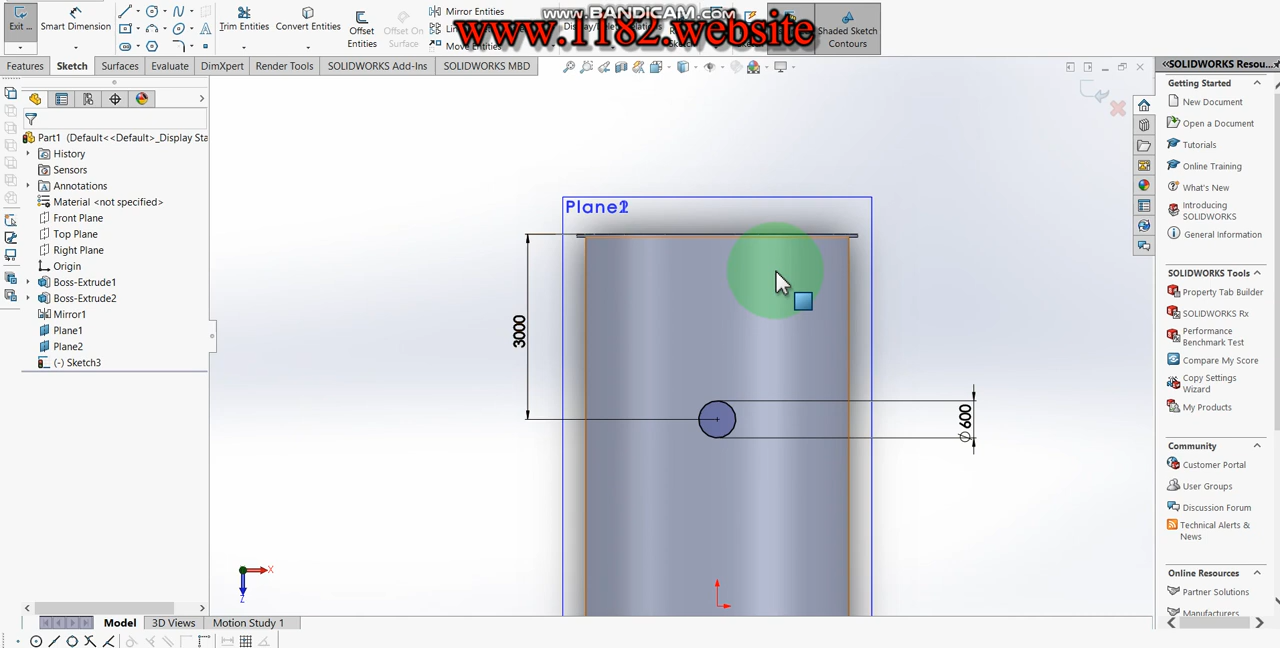 www.BANDICAM.com
www.1182.website
Exit ...
Smart Dimension
Trim Entities
Convert Entities
Offset Entities
Offset On Surface
Mirror Entities
Move Entities
Shaded Sketch Contours
Features
Sketch
Surfaces
Evaluate
DimXpert
Render Tools
SOLIDWORKS Add-Ins
SOLIDWORKS MBD
Part1 (Default<<Default>_Display Sta
History
Sensors
Annotations
Material <not specified>
Front Plane
Top Plane
Right Plane
Origin
Boss-Extrude1
Boss-Extrude2
Mirror1
Plane1
Plane2
(-) Sketch3
3000
∅600
X
Z
Model
3D Views
Motion Study 1
SOLIDWORKS Resou...
Getting Started
New Document
Open a Document
Tutorials
Online Training
What's New
Introducing SOLIDWORKS
General Information
SOLIDWORKS Tools
Property Tab Builder
SOLIDWORKS Rx
Performance Benchmark Test
Compare My Score
Copy Settings Wizard
My Products
Community
Customer Portal
User Groups
Discussion Forum
Technical Alerts & News
Online Resources
Partner Solutions
Manufacturers